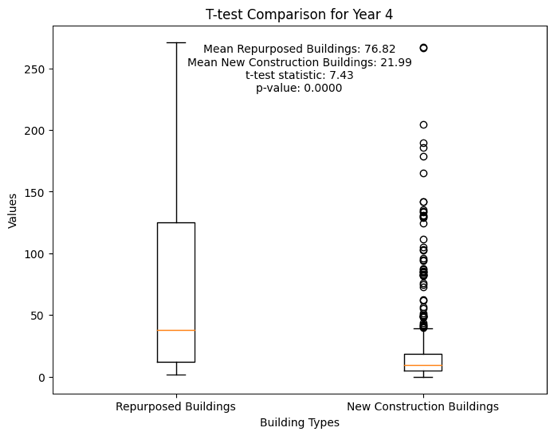 T-test Comparison for Year 4
Mean Repurposed Buildings: 76.82
Mean New Construction Buildings: 21.99
t-test statistic: 7.43
p-value: 0.0000
Values
250
200
150
100
50
0
Repurposed Buildings
New Construction Buildings
Building Types